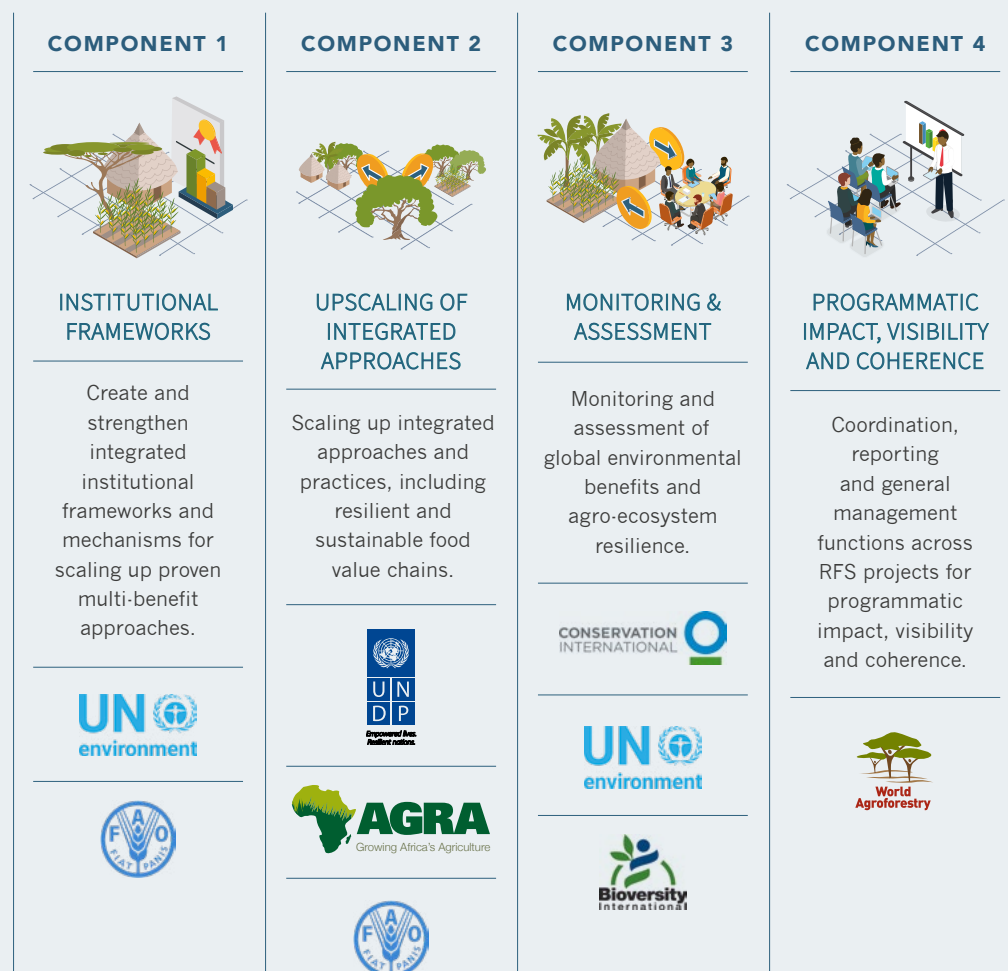 COMPONENT 1
INSTITUTIONAL
FRAMEWORKS
Create and
strengthen
integrated
institutional
frameworks and
mechanisms for
scaling up proven
multi-benefit
approaches.
UN
environment
F A O
FIAT PANIS
COMPONENT 2
UPSCALING OF
INTEGRATED
APPROACHES
Scaling up integrated
approaches and
practices, including
resilient and
sustainable food
value chains.
U N
D P
Empowered lives.
Resilient nations.
AGRA
Growing Africa's Agriculture
F A O
FIAT PANIS
COMPONENT 3
MONITORING &
ASSESSMENT
Monitoring and
assessment of
global environmental
benefits and
agro-ecosystem
resilience.
CONSERVATION
INTERNATIONAL
UN
environment
Bioversity
International
COMPONENT 4
PROGRAMMATIC
IMPACT, VISIBILITY
AND COHERENCE
Coordination,
reporting
and general
management
functions across
RFS projects for
programmatic
impact, visibility
and coherence.
World
Agroforestry